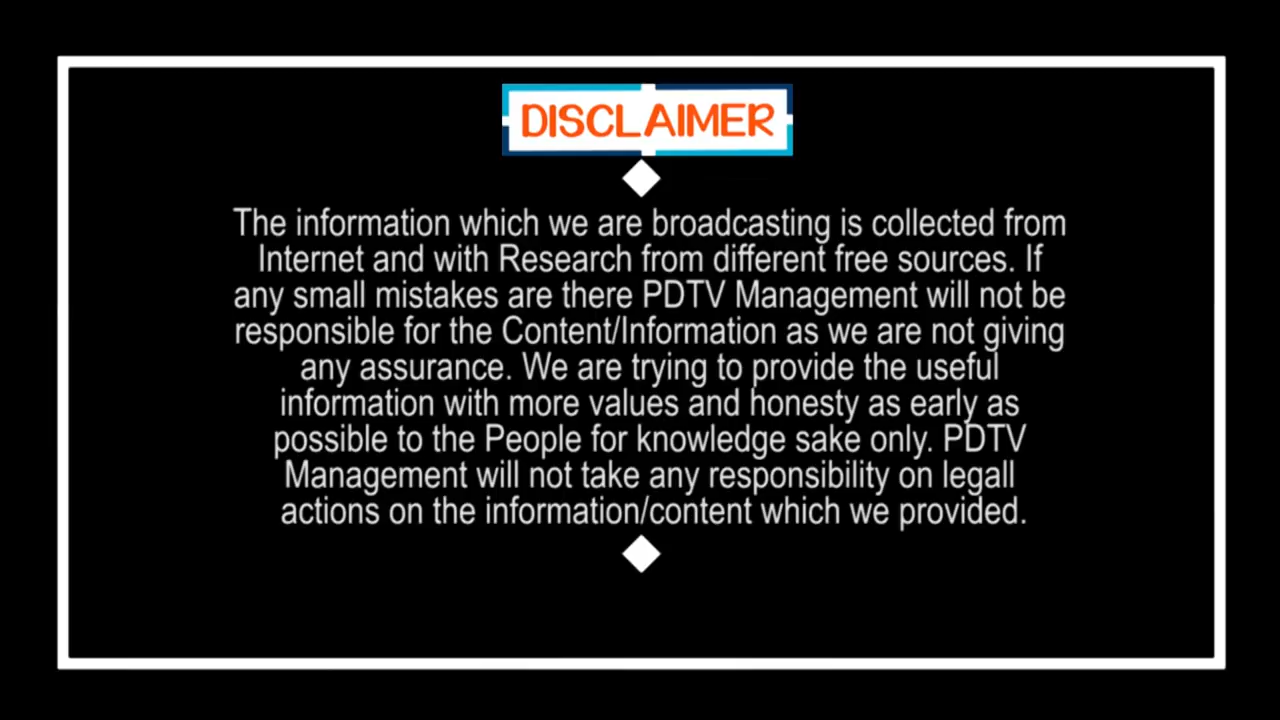 DISCLAIMER
The information which we are broadcasting is collected from
Internet and with Research from different free sources. If
any small mistakes are there PDTV Management will not be
responsible for the Content/Information as we are not giving
any assurance. We are trying to provide the useful
information with more values and honesty as early as
possible to the People for knowledge sake only. PDTV
Management will not take any responsibility on legall
actions on the information/content which we provided.